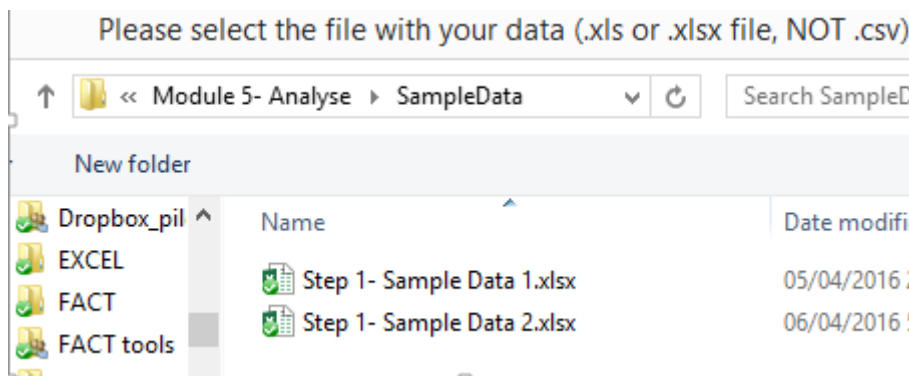 Please select the file with your data (.xls or .xlsx file, NOT .csv)
« Module 5- Analyse SampleData Search Sample
New folder
Name Date modifi
Dropbox_pil
EXCEL
FACT
FACT tools
Step 1- Sample Data 1.xlsx 05/04/2016
Step 1- Sample Data 2.xlsx 06/04/2016